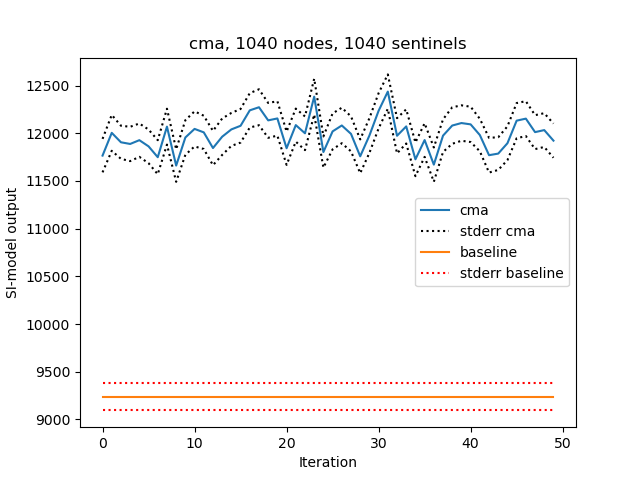 cma, 1040 nodes, 1040 sentinels
SI-model output
12500
12000
11500
11000
10500
10000
9500
9000
cma
stderr cma
baseline
stderr baseline
0 10 20 30 40 50
Iteration